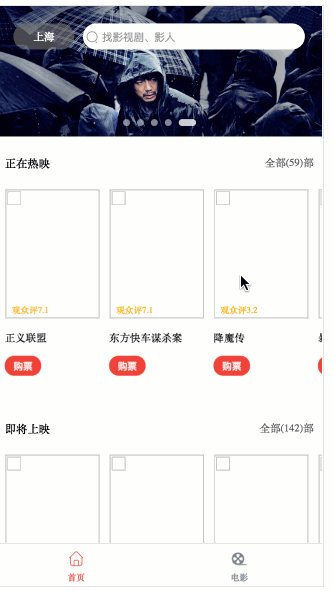 上海
找影视剧、影人
正在热映
全部(59)部
观众评7.1
观众评7.1
观众评3.2
正义联盟
东方快车谋杀案
降魔传
购票
购票
购票
即将上映
全部(142)部
首页
电影